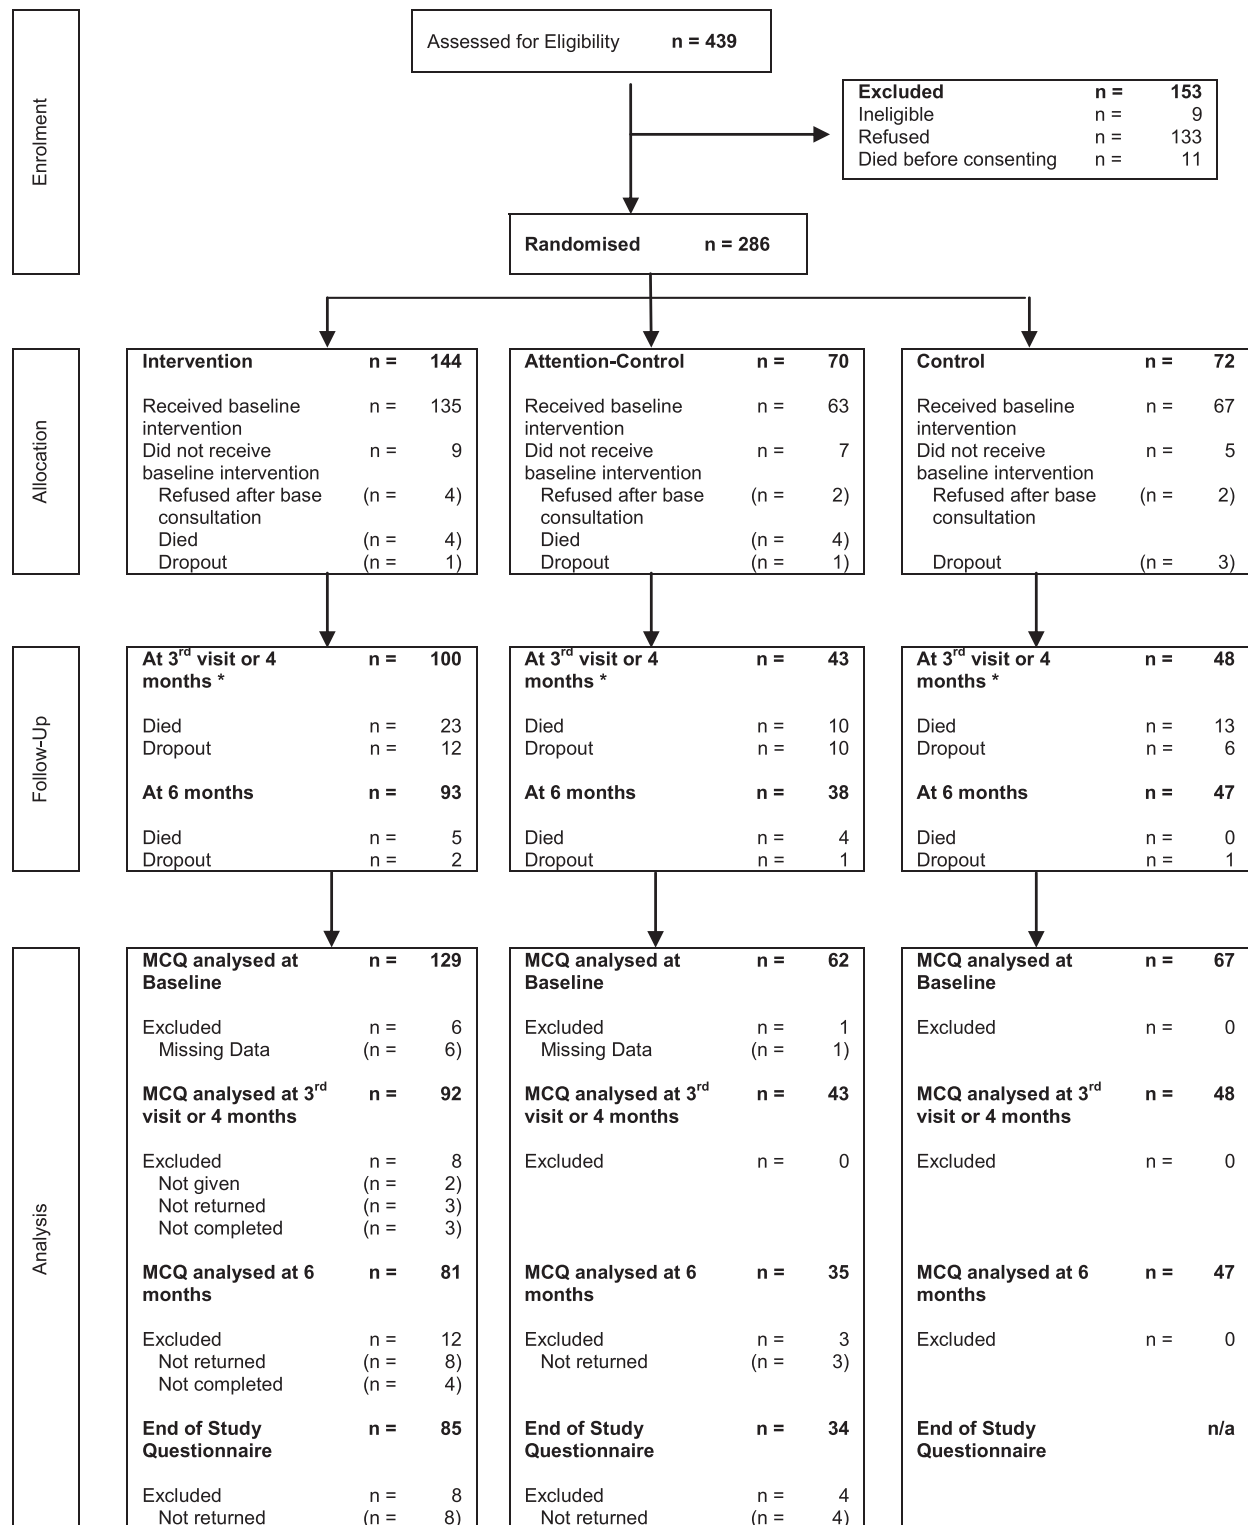 Enrolment
Assessed for Eligibility n = 439
Excluded n = 153
Ineligible n = 9
Refused n = 133
Died before consenting n = 11
Randomised n = 286
Allocation
Intervention n = 144
Received baseline n = 135
intervention
Did not receive n = 9
baseline intervention
Refused after base (n = 4)
consultation
Died (n = 4)
Dropout (n = 1)
Attention-Control n = 70
Received baseline n = 63
intervention
Did not receive n = 7
baseline intervention
Refused after base (n = 2)
consultation
Died (n = 4)
Dropout (n = 1)
Control n = 72
Received baseline n = 67
intervention
Did not receive n = 5
baseline intervention
Refused after base (n = 2)
consultation
Dropout (n = 3)
Follow-Up
At 3rd visit or 4 n = 100
months *
Died n = 23
Dropout n = 12
At 6 months n = 93
Died n = 5
Dropout n = 2
At 3rd visit or 4 n = 43
months *
Died n = 10
Dropout n = 10
At 6 months n = 38
Died n = 4
Dropout n = 1
At 3rd visit or 4 n = 48
months *
Died n = 13
Dropout n = 6
At 6 months n = 47
Died n = 0
Dropout n = 1
Analysis
MCQ analysed at n = 129
Baseline
Excluded n = 6
Missing Data (n = 6)
MCQ analysed at 3rd n = 92
visit or 4 months
Excluded n = 8
Not given (n = 2)
Not returned (n = 3)
Not completed (n = 3)
MCQ analysed at 6 n = 81
months
Excluded n = 12
Not returned (n = 8)
Not completed (n = 4)
End of Study n = 85
Questionnaire
Excluded n = 8
Not returned (n = 8)
MCQ analysed at n = 62
Baseline
Excluded n = 1
Missing Data (n = 1)
MCQ analysed at 3rd n = 43
visit or 4 months
Excluded n = 0
MCQ analysed at 6 n = 35
months
Excluded n = 3
Not returned (n = 3)
End of Study n = 34
Questionnaire
Excluded n = 4
Not returned (n = 4)
MCQ analysed at n = 67
Baseline
Excluded n = 0
MCQ analysed at 3rd n = 48
visit or 4 months
Excluded n = 0
MCQ analysed at 6 n = 47
months
Excluded n = 0
End of Study n/a
Questionnaire